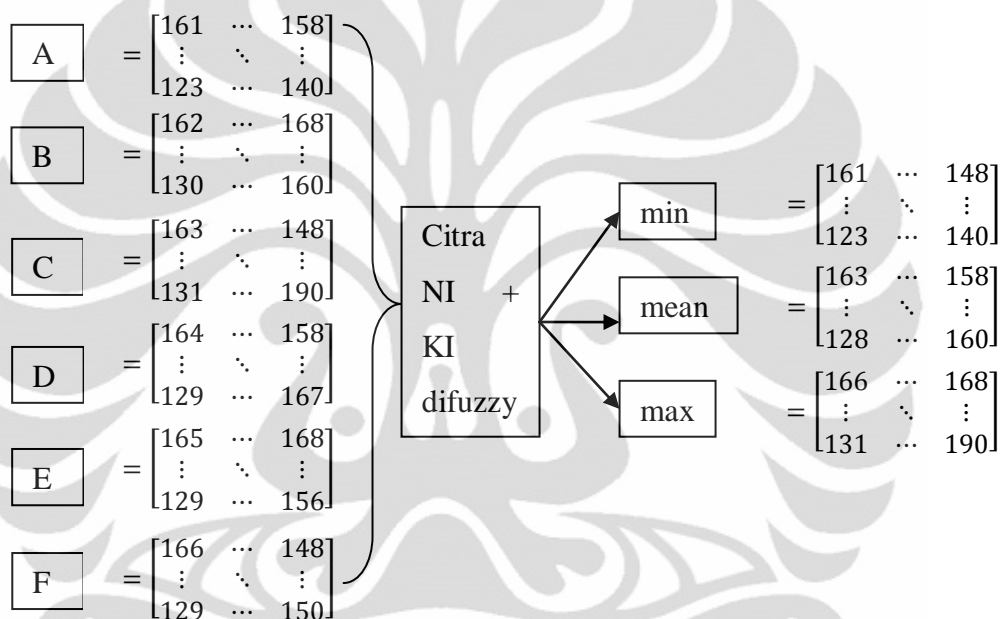 A = [161 ⋯ 158
⋮ ⋱ ⋮
123 ⋯ 140]
B = [162 ⋯ 168
⋮ ⋱ ⋮
130 ⋯ 160]
C = [163 ⋯ 148
⋮ ⋱ ⋮
131 ⋯ 190]
D = [164 ⋯ 158
⋮ ⋱ ⋮
129 ⋯ 167]
E = [165 ⋯ 168
⋮ ⋱ ⋮
129 ⋯ 156]
F = [166 ⋯ 148
⋮ ⋱ ⋮
129 ⋯ 150]
Citra
NI +
KI
difuzzy
min = [161 ⋯ 148
⋮ ⋱ ⋮
123 ⋯ 140]
mean = [163 ⋯ 158
⋮ ⋱ ⋮
128 ⋯ 160]
max = [166 ⋯ 168
⋮ ⋱ ⋮
131 ⋯ 190]